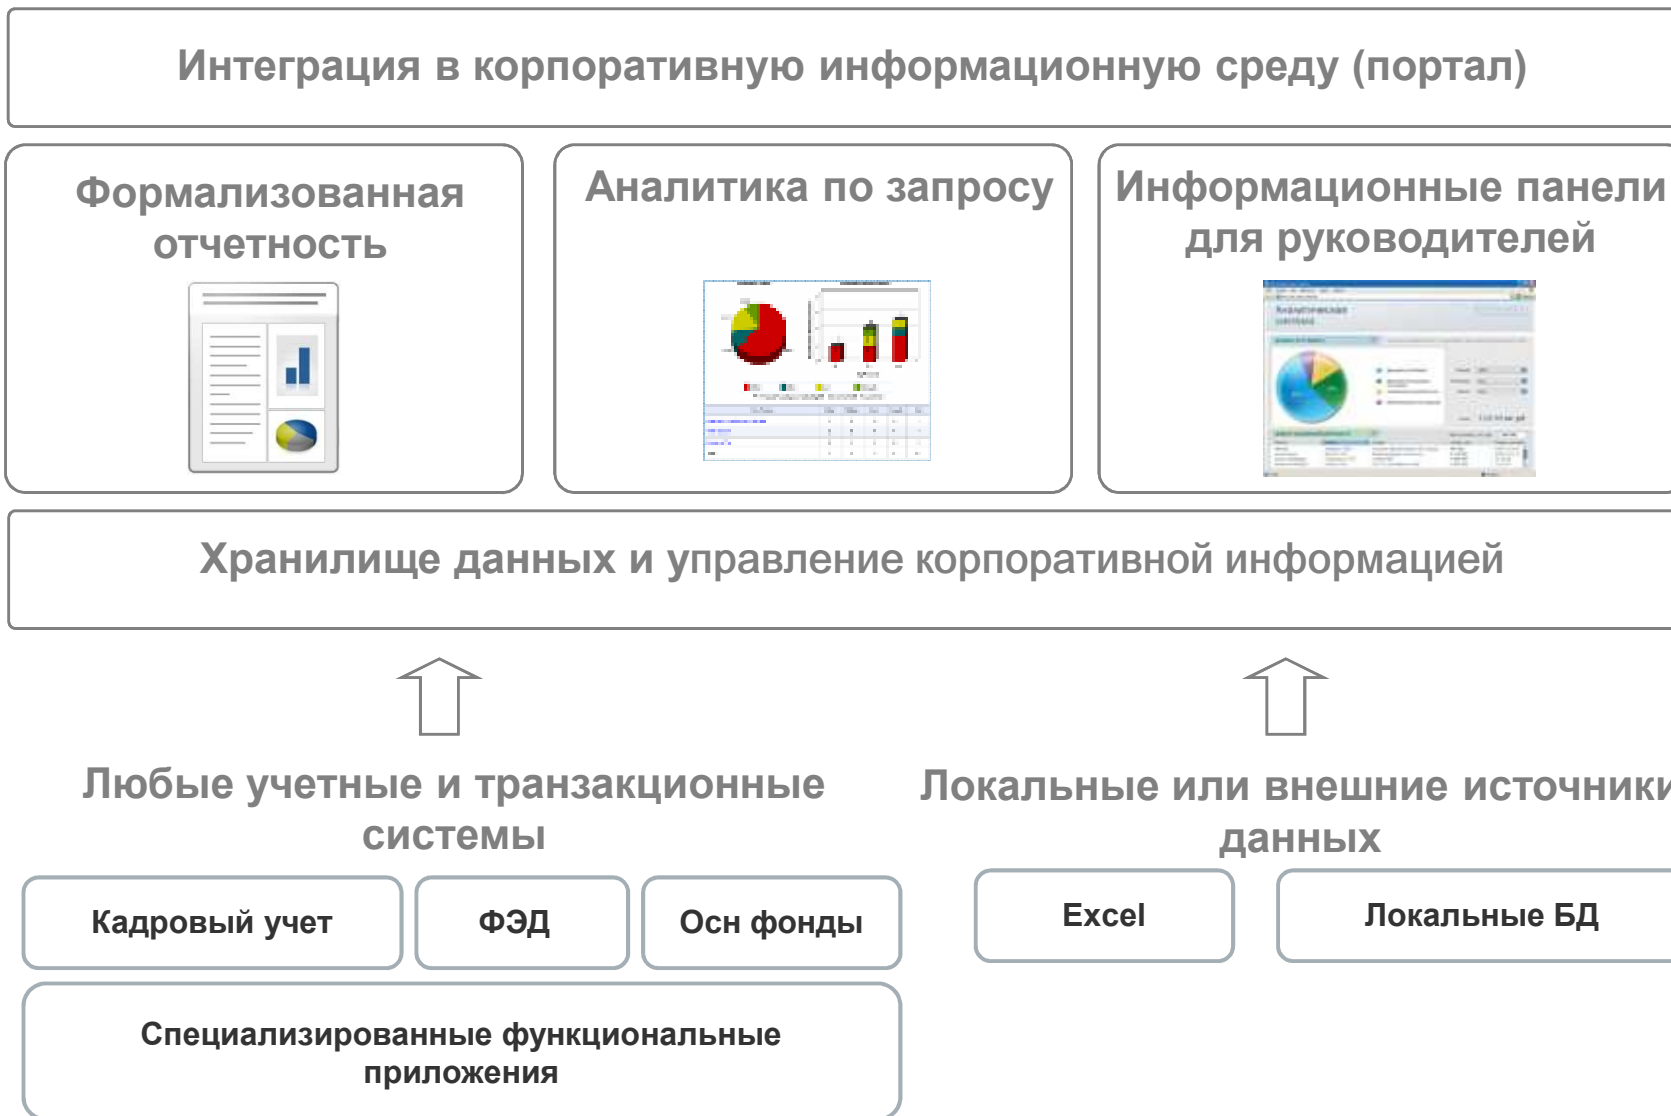 Интеграция в корпоративную информационную среду (портал)
Формализованная
отчетность
Аналитика по запросу
Информационные панели
для руководителей
Аналитическая
система
Хранилище данных и управление корпоративной информацией
Любые учетные и транзакционные
системы
Локальные или внешние источники
данных
Кадровый учет
ФЭД
Осн фонды
Excel
Локальные БД
Специализированные функциональные
приложения